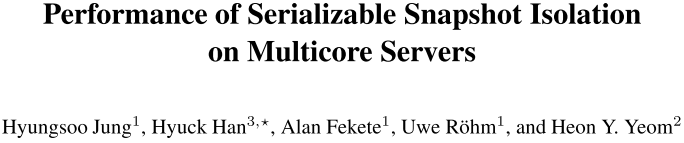 Performance of Serializable Snapshot Isolation
on Multicore Servers
Hyungsoo Jung1, Hyuck Han3,⋆, Alan Fekete1, Uwe Röhm1, and Heon Y. Yeom2